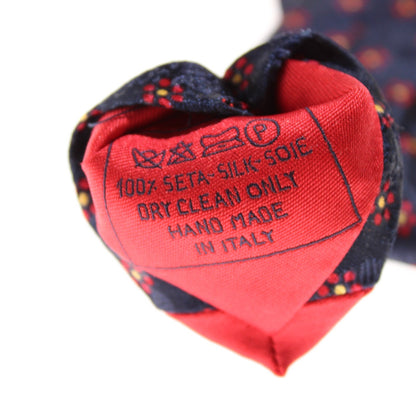 P
100% SETA-SILK-SOIE
DRY CLEAN ONLY
HAND MADE
IN ITALY